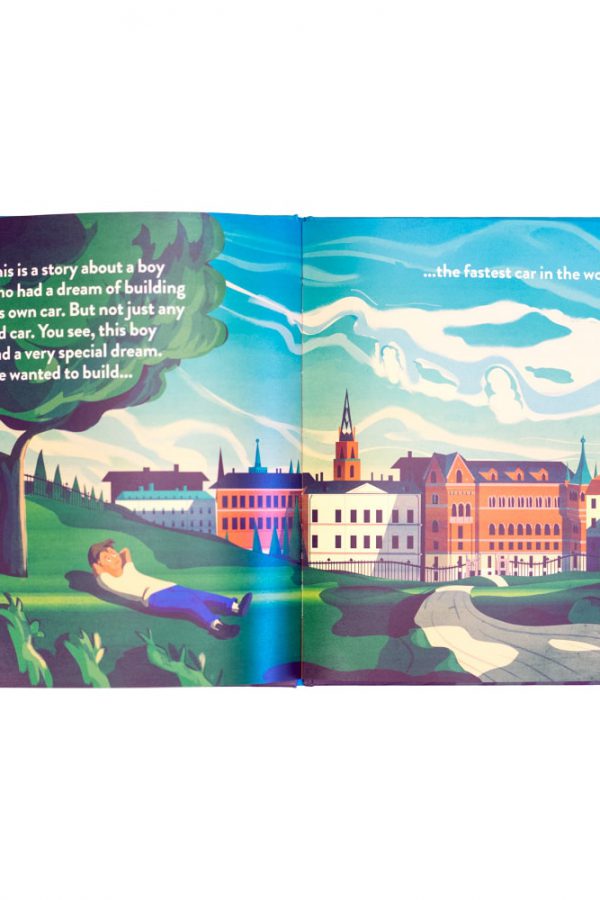 his is a story about a boy
ho had a dream of building
s own car. But not just any
d car. You see, this boy
ad a very special dream.
e wanted to build...
...the fastest car in the wo